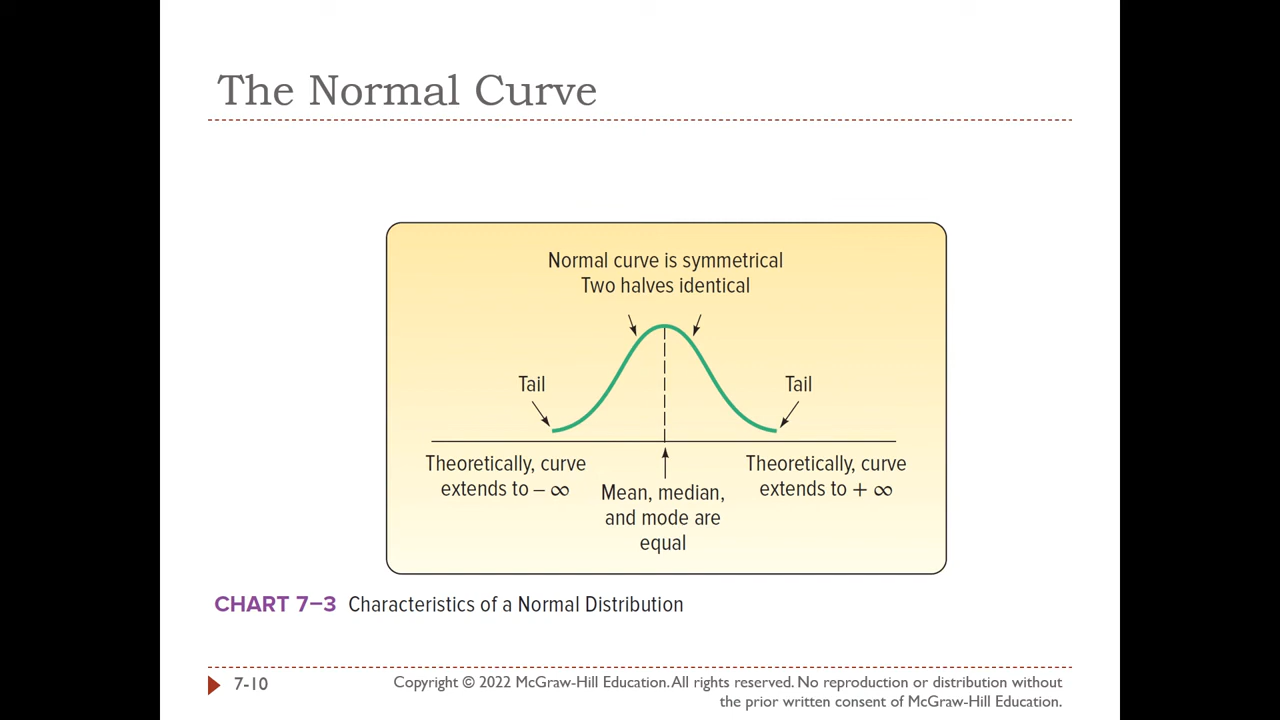 The Normal Curve
Normal curve is symmetrical
Two halves identical
Tail
Tail
Theoretically, curve
extends to – ∞
Mean, median,
and mode are
equal
Theoretically, curve
extends to + ∞
CHART 7–3 Characteristics of a Normal Distribution
7-10
Copyright © 2022 McGraw-Hill Education. All rights reserved. No reproduction or distribution without
the prior written consent of McGraw-Hill Education.